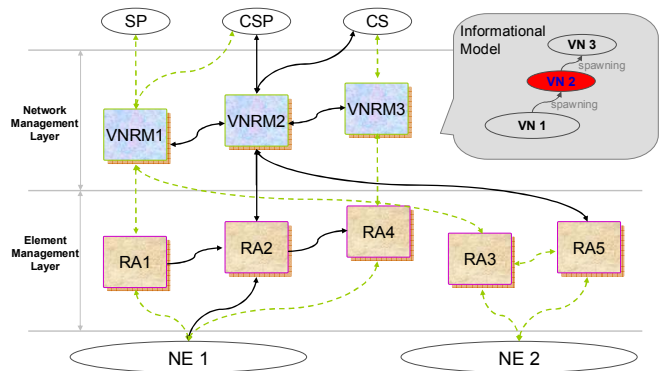 SP
CSP
CS
Informational
Model
VN 3
spawning
VN 2
spawning
VN 1
Network
Management
Layer
VNRM1
VNRM2
VNRM3
Element
Management
Layer
RA1
RA2
RA4
RA3
RA5
NE 1
NE 2